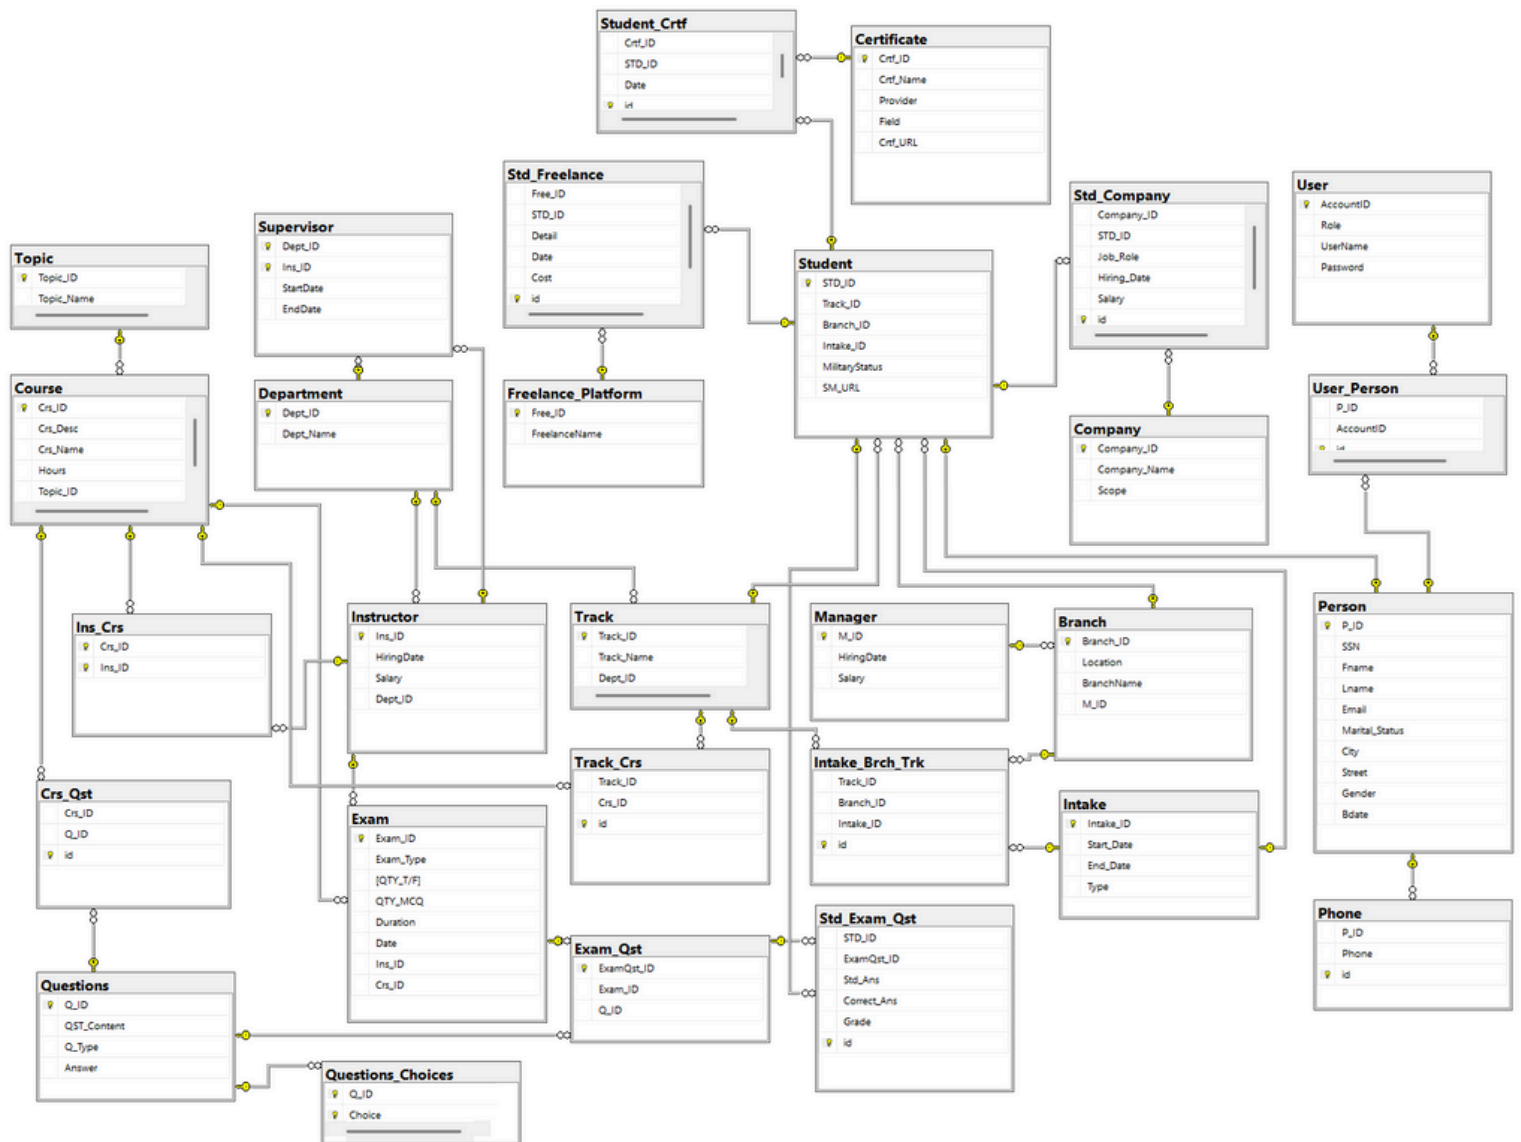 Student_Crtf
Crtf_ID
STD_ID
Date
id
Certificate
Crtf_ID
Crtf_Name
Provider
Field
Crtf_URL
Std_Freelance
Free_ID
STD_ID
Detail
Date
Cost
id
Std_Company
Company_ID
STD_ID
Job_Role
Hiring_Date
Salary
id
User
AccountID
Role
UserName
Password
Supervisor
Dept_ID
Ins_ID
StartDate
EndDate
Topic
Topic_ID
Topic_Name
Student
STD_ID
Track_ID
Branch_ID
Intake_ID
MilitaryStatus
SM_URL
Course
Crs_ID
Crs_Desc
Crs_Name
Hours
Topic_ID
Department
Dept_ID
Dept_Name
Freelance_Platform
Free_ID
FreelanceName
Company
Company_ID
Company_Name
Scope
User_Person
P_ID
AccountID
id
Ins_Crs
Crs_ID
Ins_ID
Instructor
Ins_ID
HiringDate
Salary
Dept_ID
Track
Track_ID
Track_Name
Dept_ID
Manager
M_ID
HiringDate
Salary
Branch
Branch_ID
Location
BranchName
M_ID
Person
P_ID
SSN
Fname
Lname
Email
Marital_Status
City
Street
Gender
Bdate
Crs_Qst
Crs_ID
Q_ID
id
Exam
Exam_ID
Exam_Type
[QTY_T/F]
QTY_MCQ
Duration
Date
Ins_ID
Crs_ID
Track_Crs
Track_ID
Crs_ID
id
Intake_Brch_Trk
Track_ID
Branch_ID
Intake_ID
id
Intake
Intake_ID
Start_Date
End_Date
Type
Questions
Q_ID
QST_Content
Q_Type
Answer
Exam_Qst
ExamQst_ID
Exam_ID
Q_ID
Std_Exam_Qst
STD_ID
ExamQst_ID
Std_Ans
Correct_Ans
Grade
id
Phone
P_ID
Phone
id
Questions_Choices
Q_ID
Choice